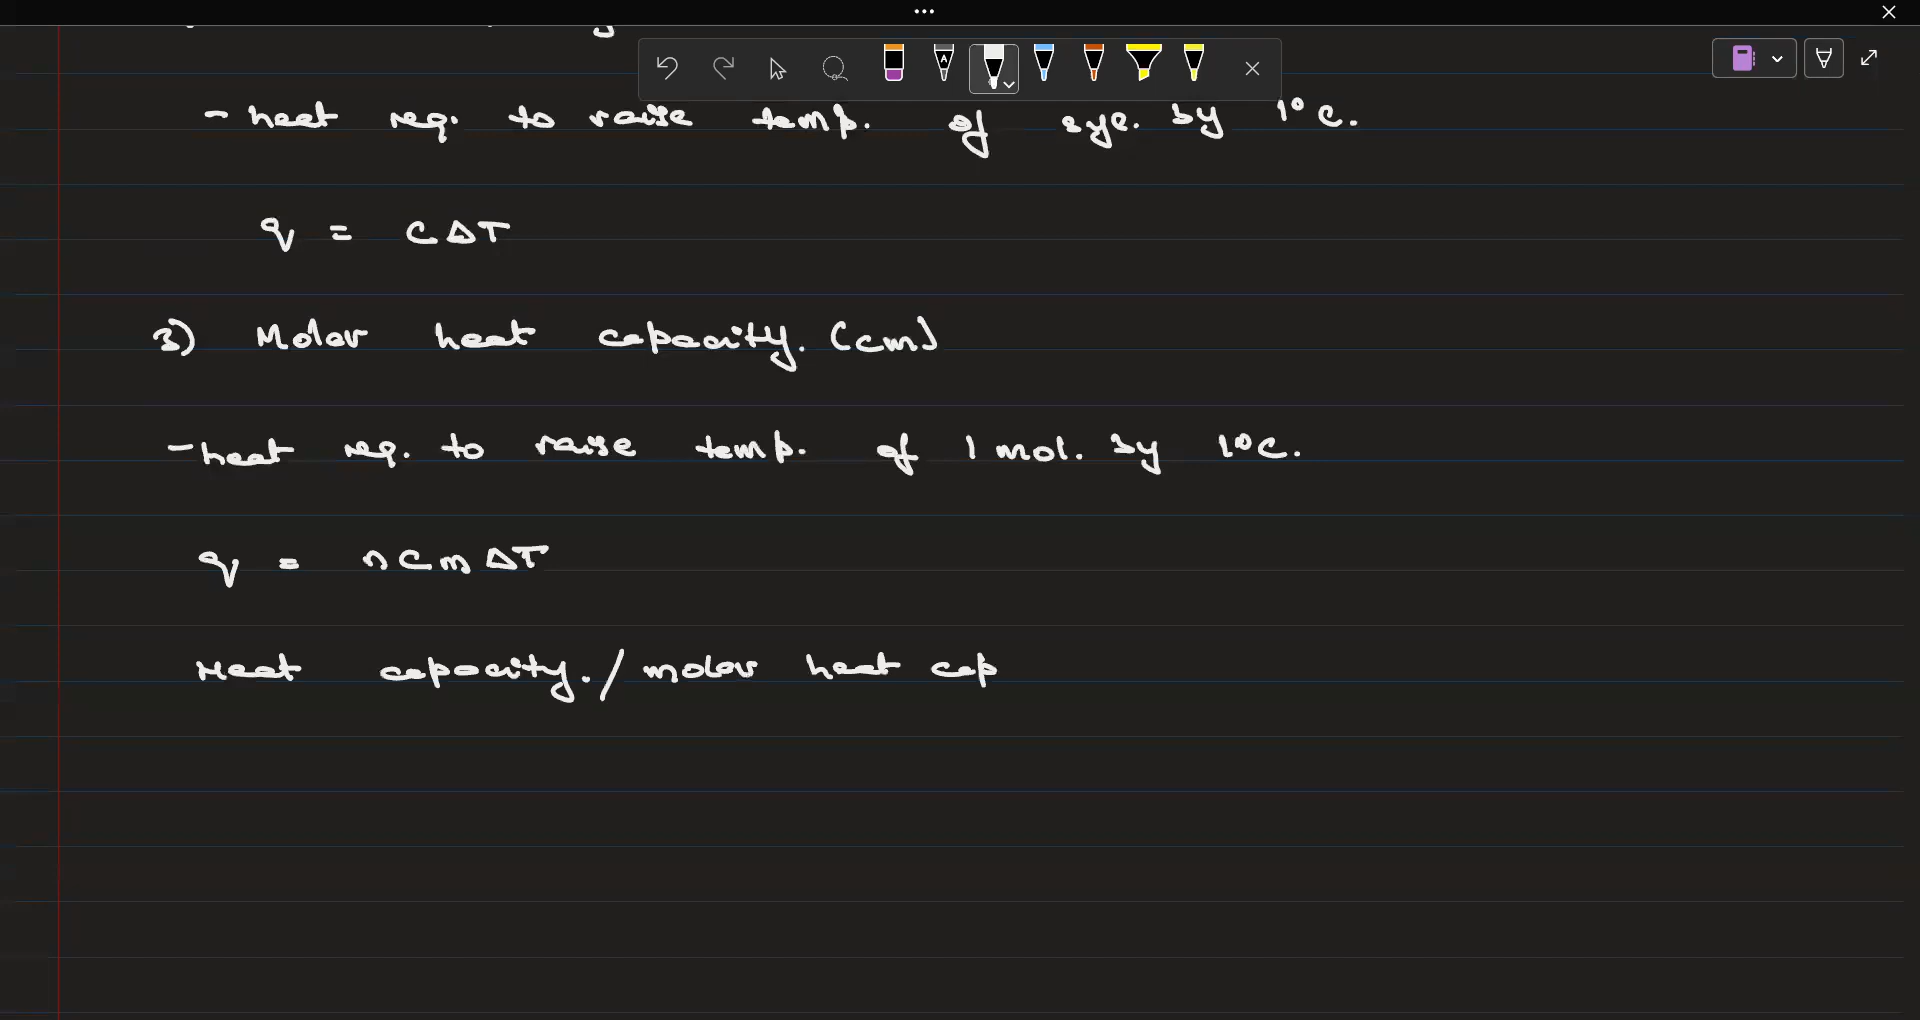 - heat req. to raise temp. of sys. by 1°C.
q = CΔT
3) Molar heat capacity. (Cm)
- heat req. to raise temp. of 1 mol. by 1°C.
q = nCmΔT
Heat capacity. / molar heat cap